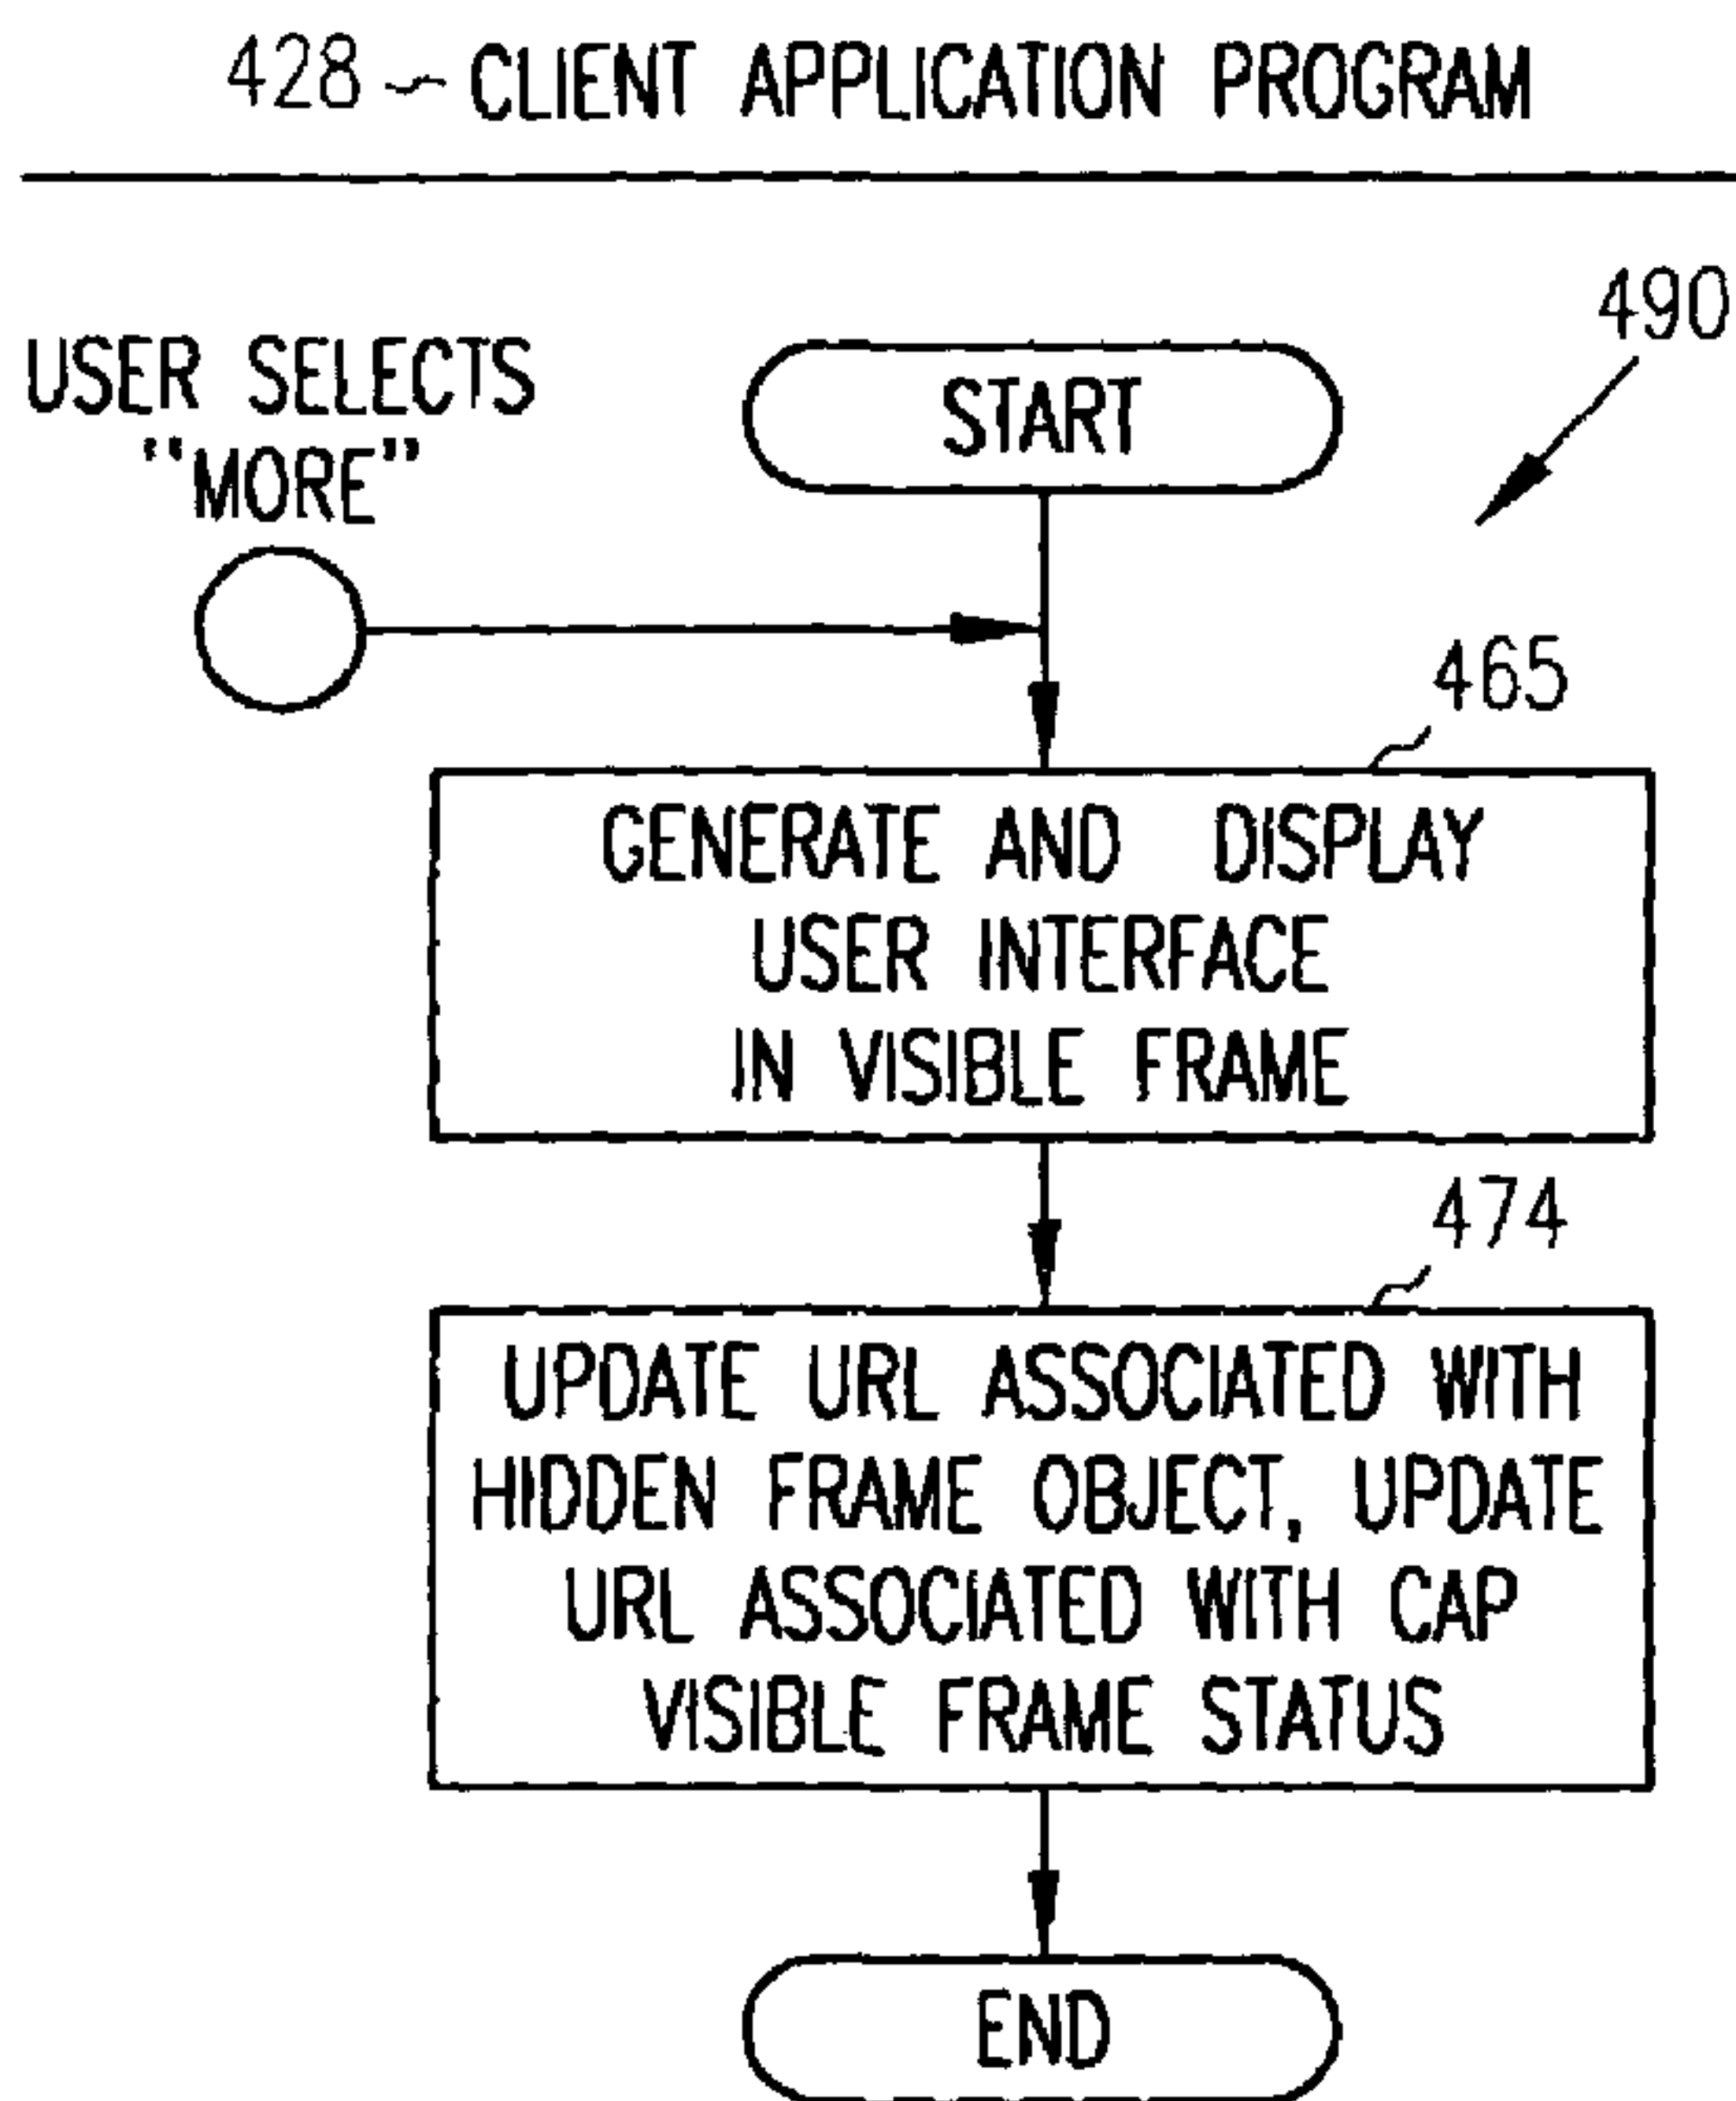 428 CLIENT APPLICATION PROGRAM
490
USER SELECTS
"MORE"
START
465
GENERATE AND DISPLAY
USER INTERFACE
IN VISIBLE FRAME
474
UPDATE URL ASSOCIATED WITH
HIDDEN FRAME OBJECT, UPDATE
URL ASSOCIATED WITH CAP
VISIBLE FRAME STATUS
END